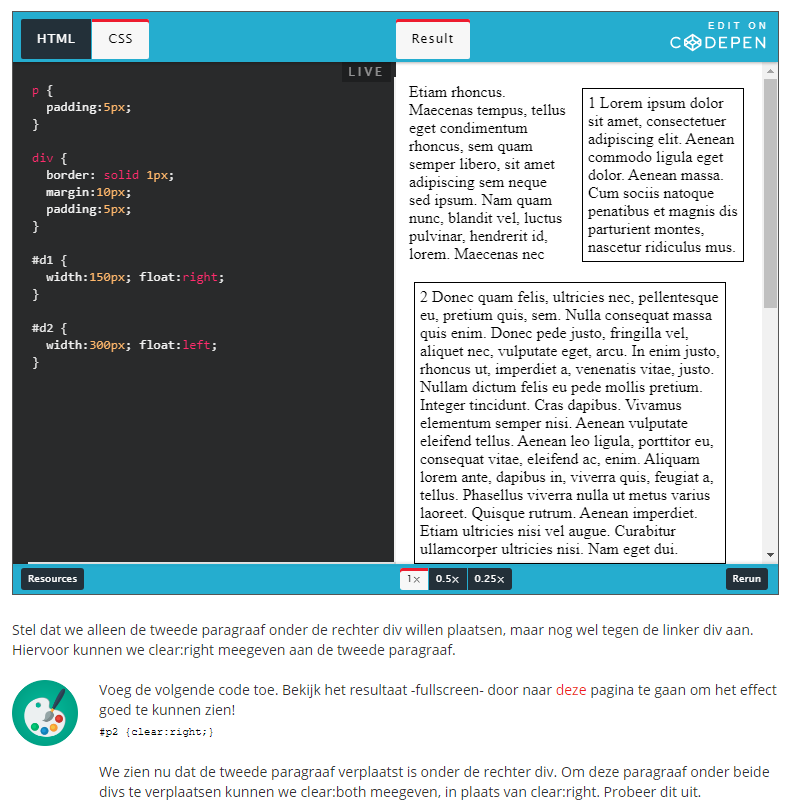 HTML
CSS
Result
EDIT ON
CODEPEN
LIVE
p {
padding:5px;
}
div {
border: solid 1px;
margin:10px;
padding:5px;
}
#d1 {
width:150px; float:right;
}
#d2 {
width:300px; float:left;
}
Etiam rhoncus.
Maecenas tempus, tellus
eget condimentum
rhoncus, sem quam
semper libero, sit amet
adipiscing sem neque
sed ipsum. Nam quam
nunc, blandit vel, luctus
pulvinar, hendrerit id,
lorem. Maecenas nec
1 Lorem ipsum dolor
sit amet, consectetuer
adipiscing elit. Aenean
commodo ligula eget
dolor. Aenean massa.
Cum sociis natoque
penatibus et magnis dis
parturient montes,
nascetur ridiculus mus.
2 Donec quam felis, ultricies nec, pellentesque
eu, pretium quis, sem. Nulla consequat massa
quis enim. Donec pede justo, fringilla vel,
aliquet nec, vulputate eget, arcu. In enim justo,
rhoncus ut, imperdiet a, venenatis vitae, justo.
Nullam dictum felis eu pede mollis pretium.
Integer tincidunt. Cras dapibus. Vivamus
elementum semper nisi. Aenean vulputate
eleifend tellus. Aenean leo ligula, porttitor eu,
consequat vitae, eleifend ac, enim. Aliquam
lorem ante, dapibus in, viverra quis, feugiat a,
tellus. Phasellus viverra nulla ut metus varius
laoreet. Quisque rutrum. Aenean imperdiet.
Etiam ultricies nisi vel augue. Curabitur
ullamcorper ultricies nisi. Nam eget dui.
Resources
1×
0.5×
0.25×
Rerun
Stel dat we alleen de tweede paragraaf onder de rechter div willen plaatsen, maar nog wel tegen de linker div aan.
Hiervoor kunnen we clear:right meegeven aan de tweede paragraaf.
Voeg de volgende code toe. Bekijk het resultaat -fullscreen- door naar deze pagina te gaan om het effect
goed te kunnen zien!
#p2 {clear:right;}
We zien nu dat de tweede paragraaf verplaatst is onder de rechter div. Om deze paragraaf onder beide
divs te verplaatsen kunnen we clear:both meegeven, in plaats van clear:right. Probeer dit uit.